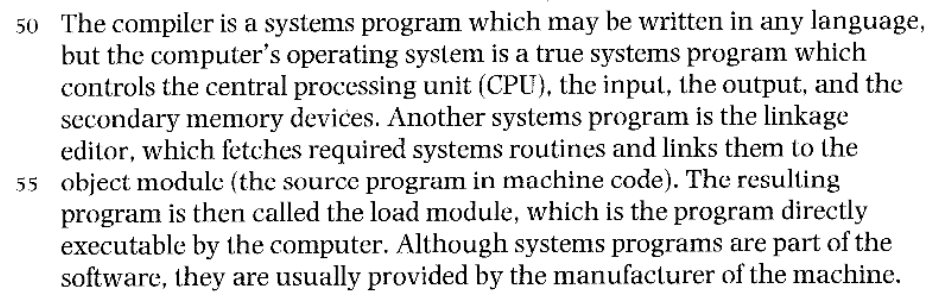 50 The compiler is a systems program which may be written in any language,
but the computer's operating system is a true systems program which
controls the central processing unit (CPU), the input, the output, and the
secondary memory devices. Another systems program is the linkage
editor, which fetches required systems routines and links them to the
55 object module (the source program in machine code). The resulting
program is then called the load module, which is the program directly
executable by the computer. Although systems programs are part of the
software, they are usually provided by the manufacturer of the machine.